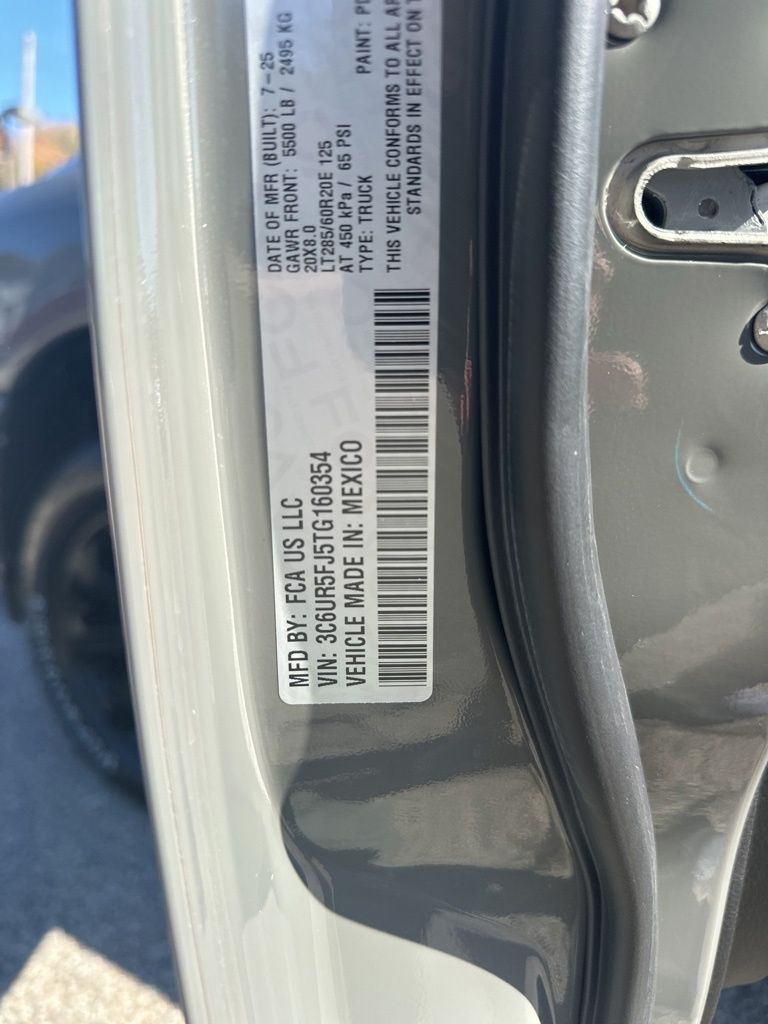 MFD BY: FCA US LLC
VIN: 3C6UR5FJ5TG160354
VEHICLE MADE IN: MEXICO
DATE OF MFR (BUILT): 7-25
GAWR FRONT: 5500 LB / 2495 KG
20X8.0
LT285/60R20E 125
AT 450 kPa / 65 PSI
TYPE: TRUCK PAINT:
THIS VEHICLE CONFORMS TO ALL
STANDARDS IN EFFECT ON